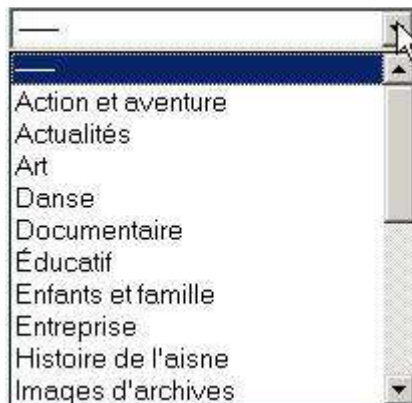 ——
——
Action et aventure
Actualités
Art
Danse
Documentaire
Éducatif
Enfants et famille
Entreprise
Histoire de l'aisne
Images d'archives